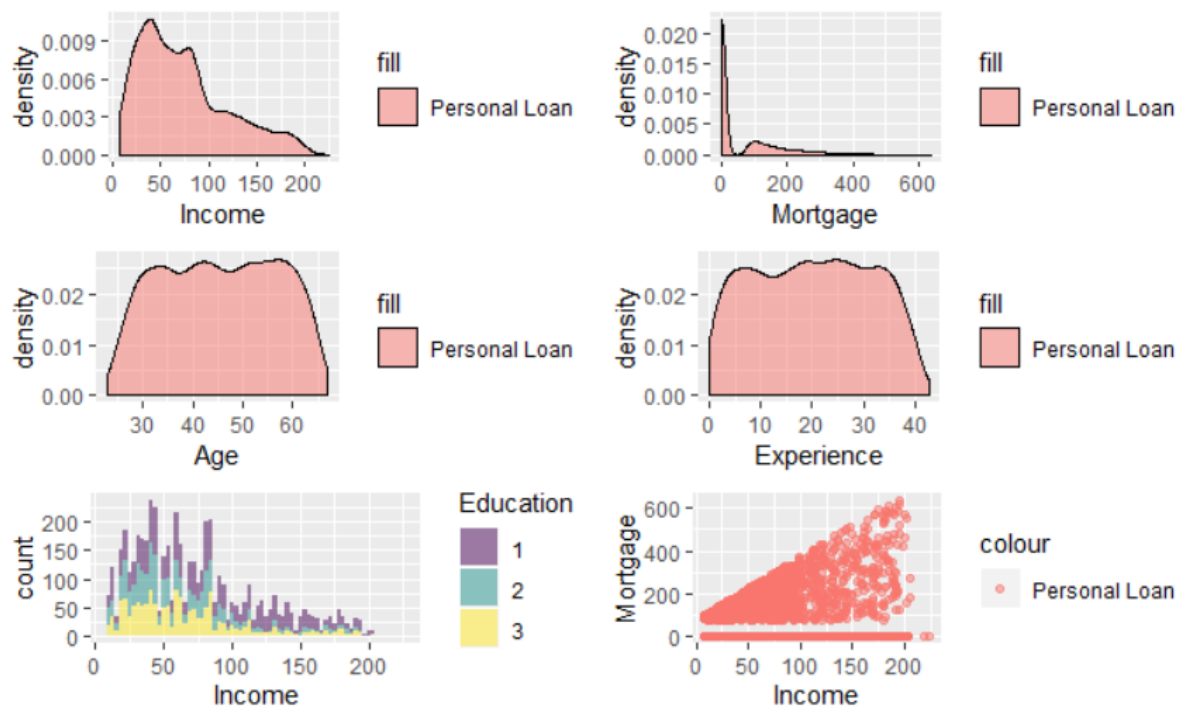 density
0.009
0.006
0.003
0.000
0 50 100 150 200
Income
fill
Personal Loan
density
0.020
0.015
0.010
0.005
0.000
0 200 400 600
Mortgage
fill
Personal Loan
density
0.02
0.01
0.00
30 40 50 60
Age
fill
Personal Loan
density
0.02
0.01
0.00
0 10 20 30 40
Experience
fill
Personal Loan
count
200
150
100
50
0
0 50 100 150 200
Income
Education
1
2
3
Mortgage
600
400
200
0
0 50 100 150 200
Income
colour
Personal Loan